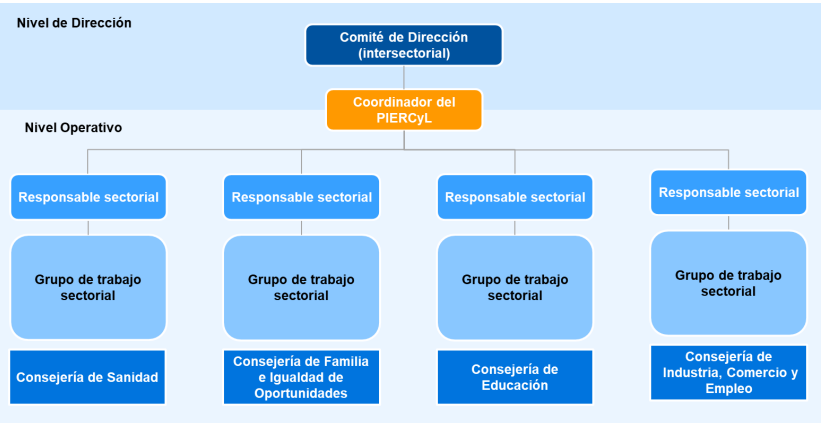 Nivel de Dirección
Comité de Dirección
(intersectorial)
Coordinador del
PIERCyL
Nivel Operativo
Responsable sectorial
Responsable sectorial
Responsable sectorial
Responsable sectorial
Grupo de trabajo
sectorial
Grupo de trabajo
sectorial
Grupo de trabajo
sectorial
Grupo de trabajo
sectorial
Consejería de Sanidad
Consejería de Familia
e Igualdad de
Oportunidades
Consejería de
Educación
Consejería de
Industria, Comercio y
Empleo